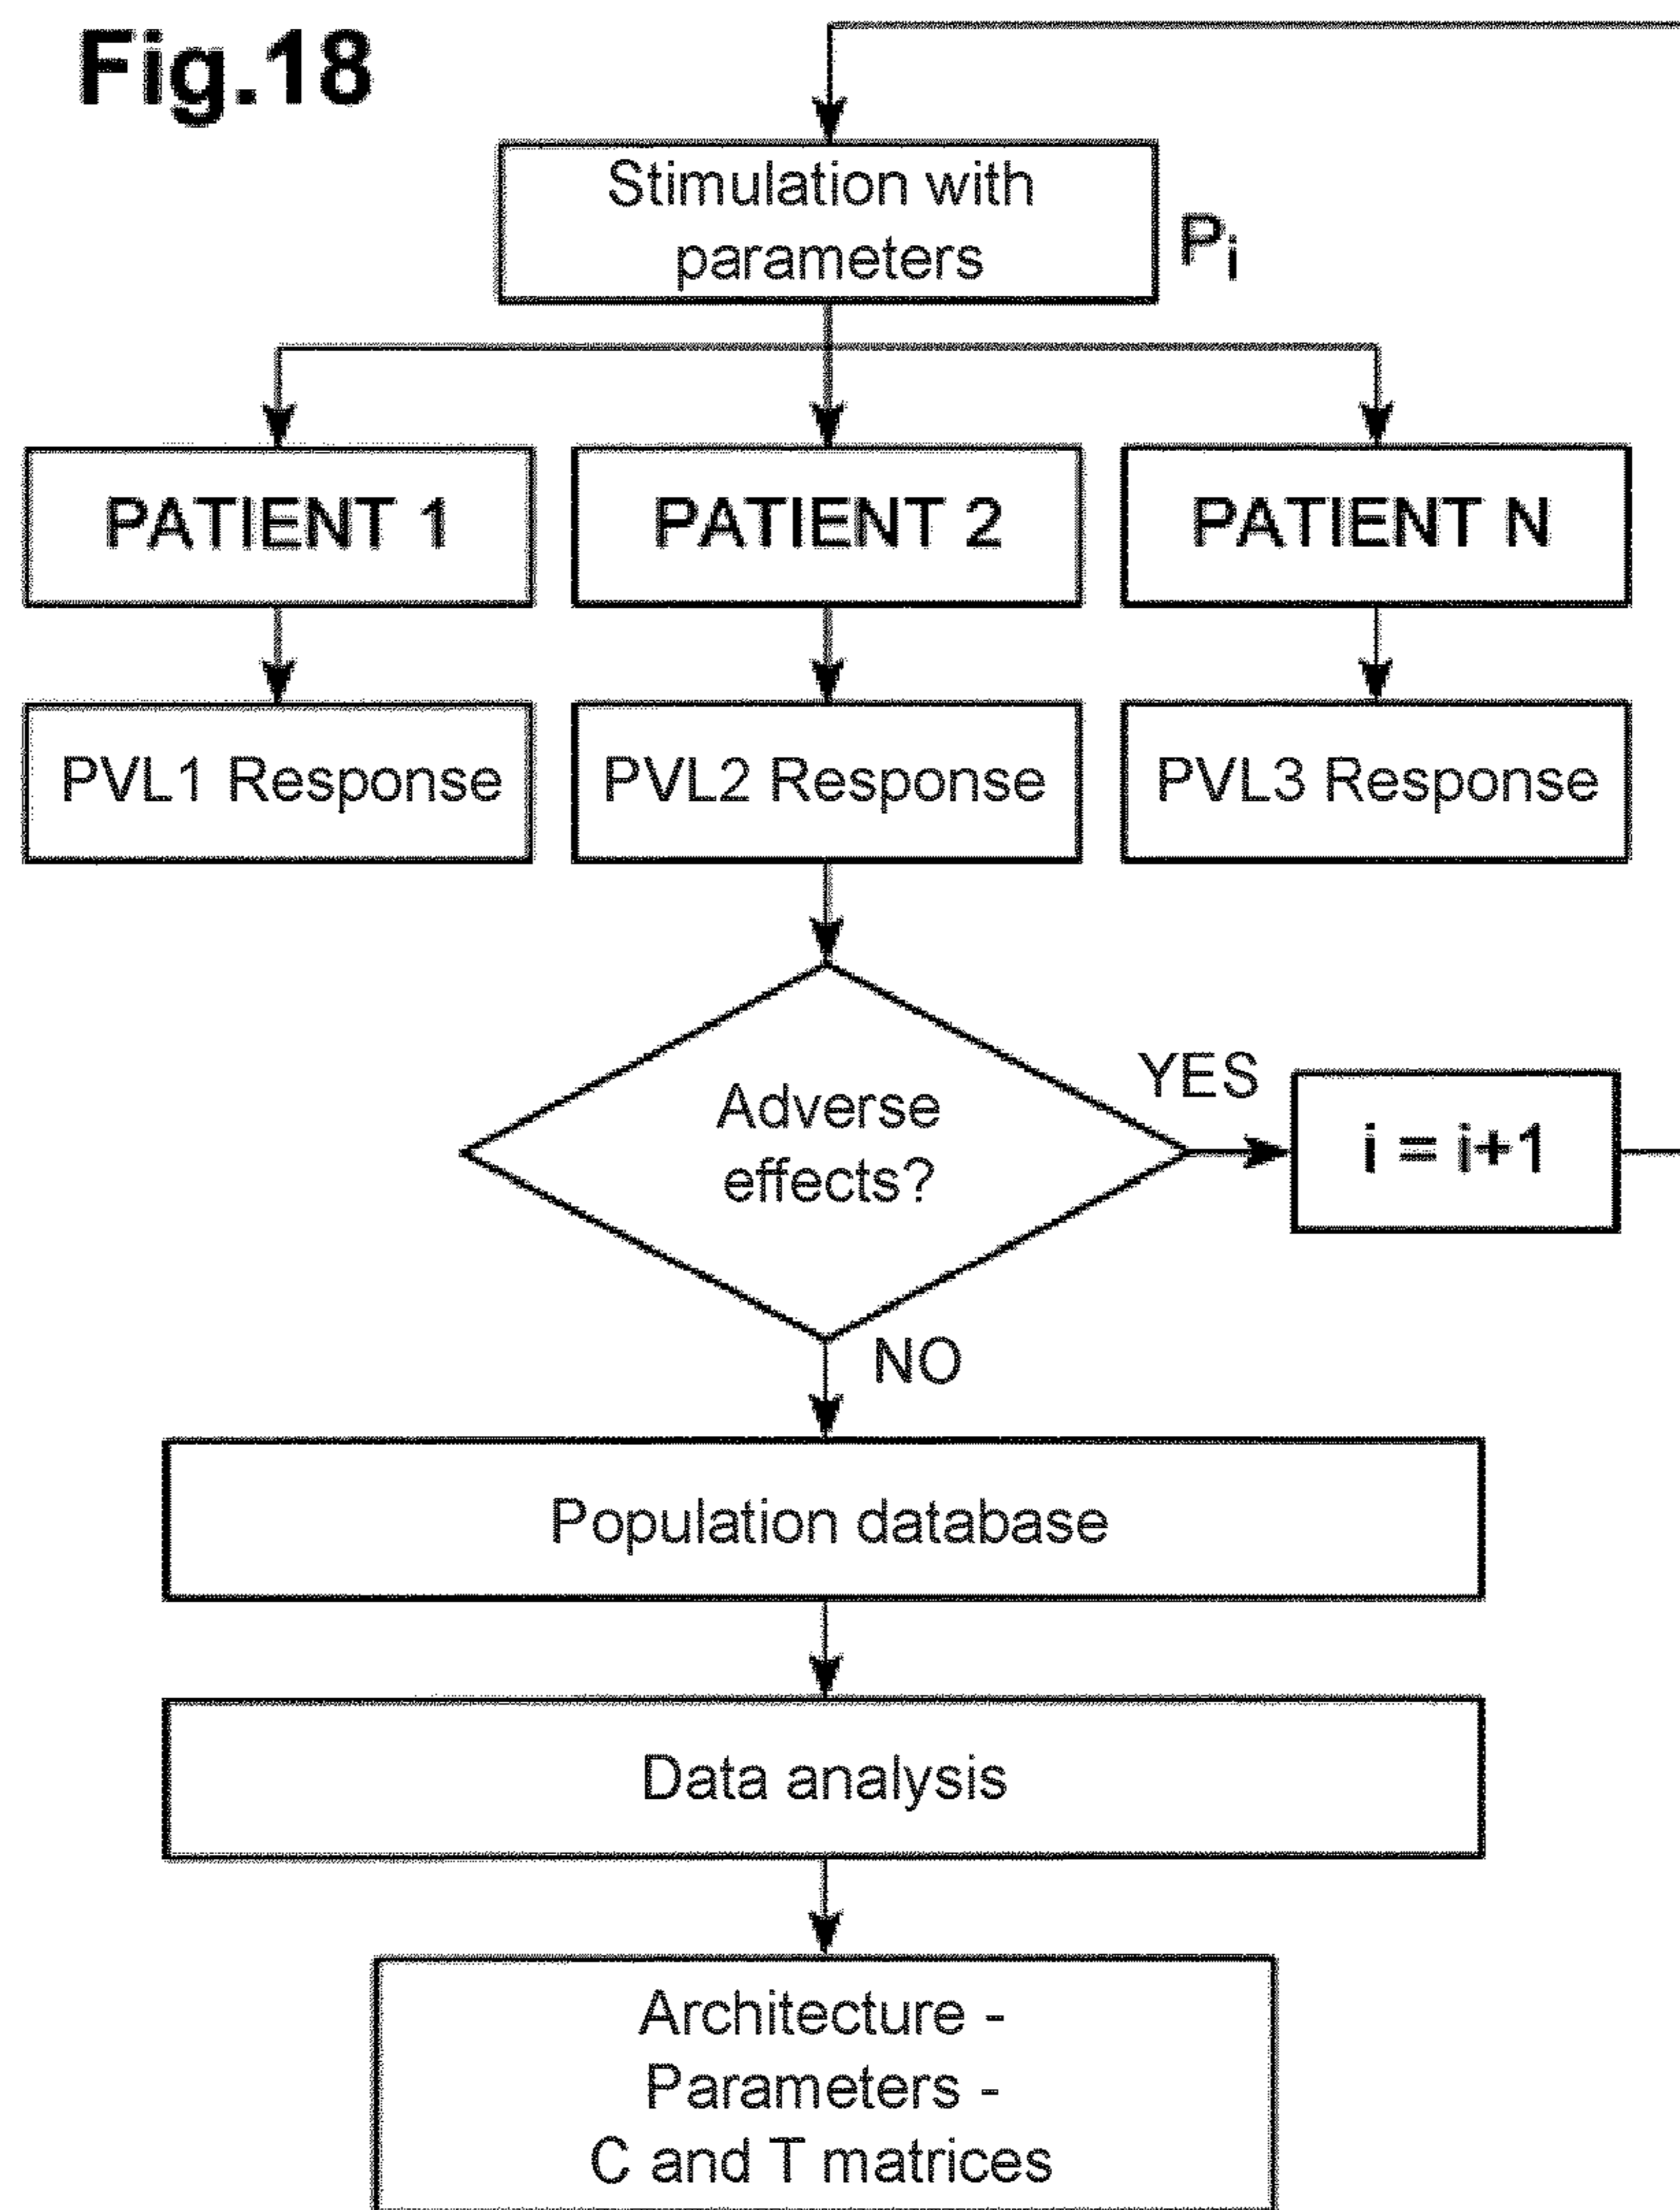 Fig.18
Stimulation with
parameters
Pi
PATIENT 1
PATIENT 2
PATIENT N
PVL1 Response
PVL2 Response
PVL3 Response
Adverse
effects?
YES
i = i+1
NO
Population database
Data analysis
Architecture -
Parameters -
C and T matrices